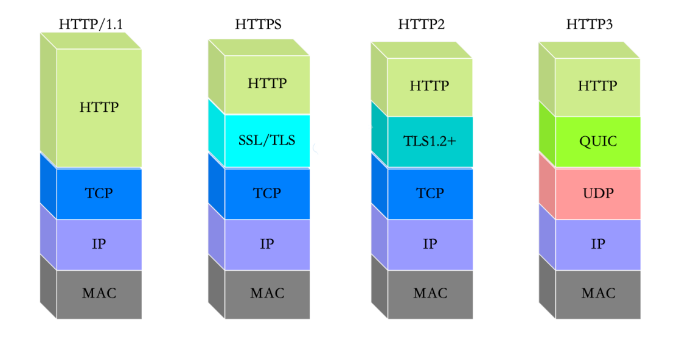 HTTP/1.1
HTTPS
HTTP2
HTTP3
HTTP
TCP
IP
MAC
HTTP
SSL/TLS
TCP
IP
MAC
HTTP
TLS1.2+
TCP
IP
MAC
HTTP
QUIC
UDP
IP
MAC